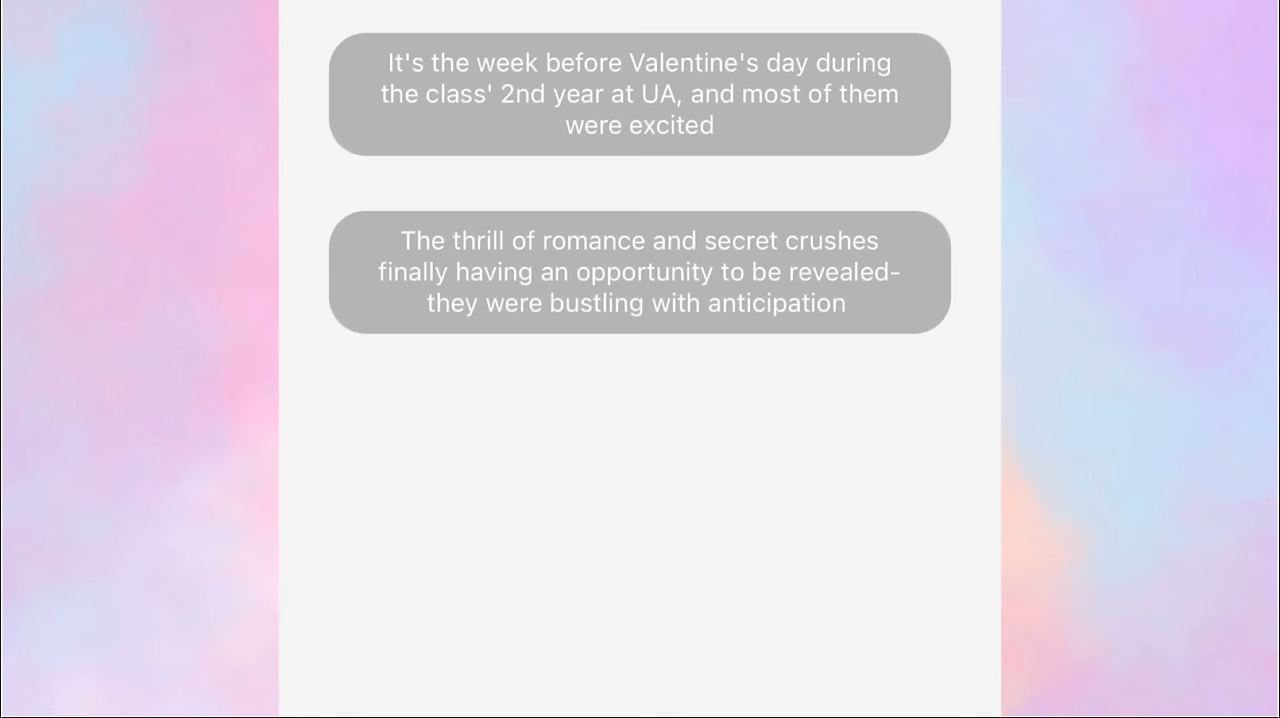 It's the week before Valentine's day during
the class' 2nd year at UA, and most of them
were excited
The thrill of romance and secret crushes
finally having an opportunity to be revealed-
they were bustling with anticipation